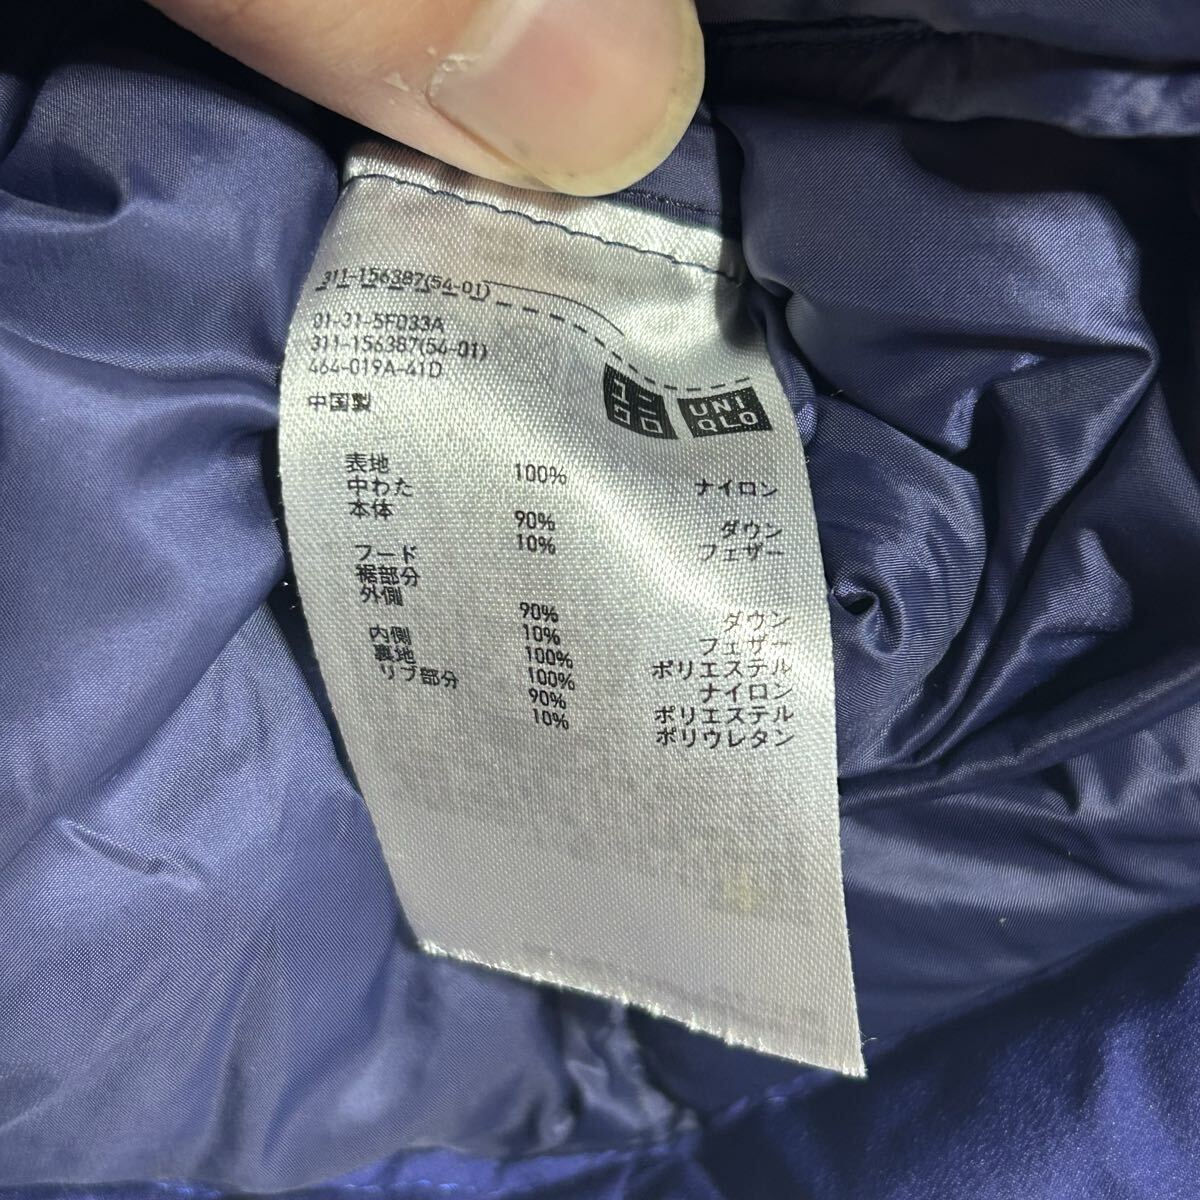 311-156387(54-01)
01-31-5F033A
311-156387(54-01)
464-019A-41D
中国製
ユニ クロ
UNI QLO
表地 100% ナイロン
中わた
本体 90% ダウン
10% フェザー
フード
裾部分
外側 90% ダウン
10% フェザー
内側 100% ポリエステル
裏地 100% ナイロン
リブ部分 90% ポリエステル
10% ポリウレタン